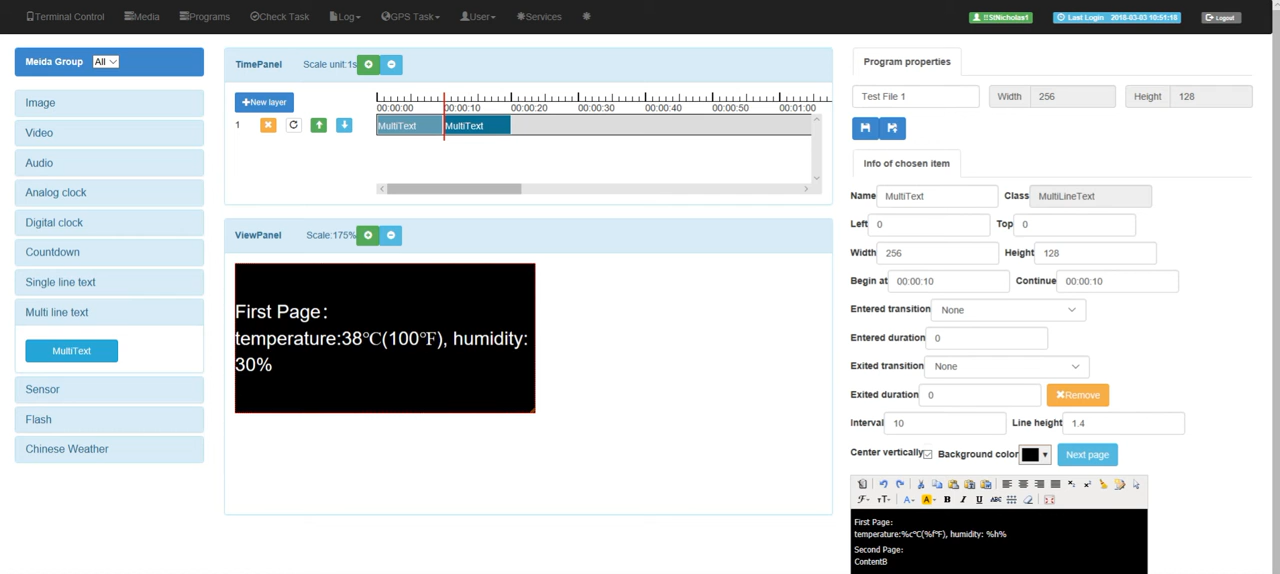 Terminal Control Media Programs Check Task Log GPS Task User Services !!StNicholas1 Last Login 2018-03-03 10:51:18 Logout
Meida Group All
Image
Video
Audio
Analog clock
Digital clock
Countdown
Single line text
Multi line text
MultiText
Sensor
Flash
Chinese Weather
TimePanel Scale unit:1s
New layer
00:00:00 00:00:10 00:00:20 00:00:30 00:00:40 00:00:50 00:01:00
1 MultiText MultiText
ViewPanel Scale:175%
First Page:
temperature:38℃(100℉), humidity:
30%
Program properties
Test File 1 Width 256 Height 128
Info of chosen item
Name MultiText Class MultiLineText
Left 0 Top 0
Width 256 Height 128
Begin at 00:00:10 Continue 00:00:10
Entered transition None
Entered duration 0
Exited transition None
Exited duration 0 Remove
Interval 10 Line height 1.4
Center vertically Background color Next page
First Page:
temperature:%c℃(%f℉), humidity: %h%
Second Page:
ContentB